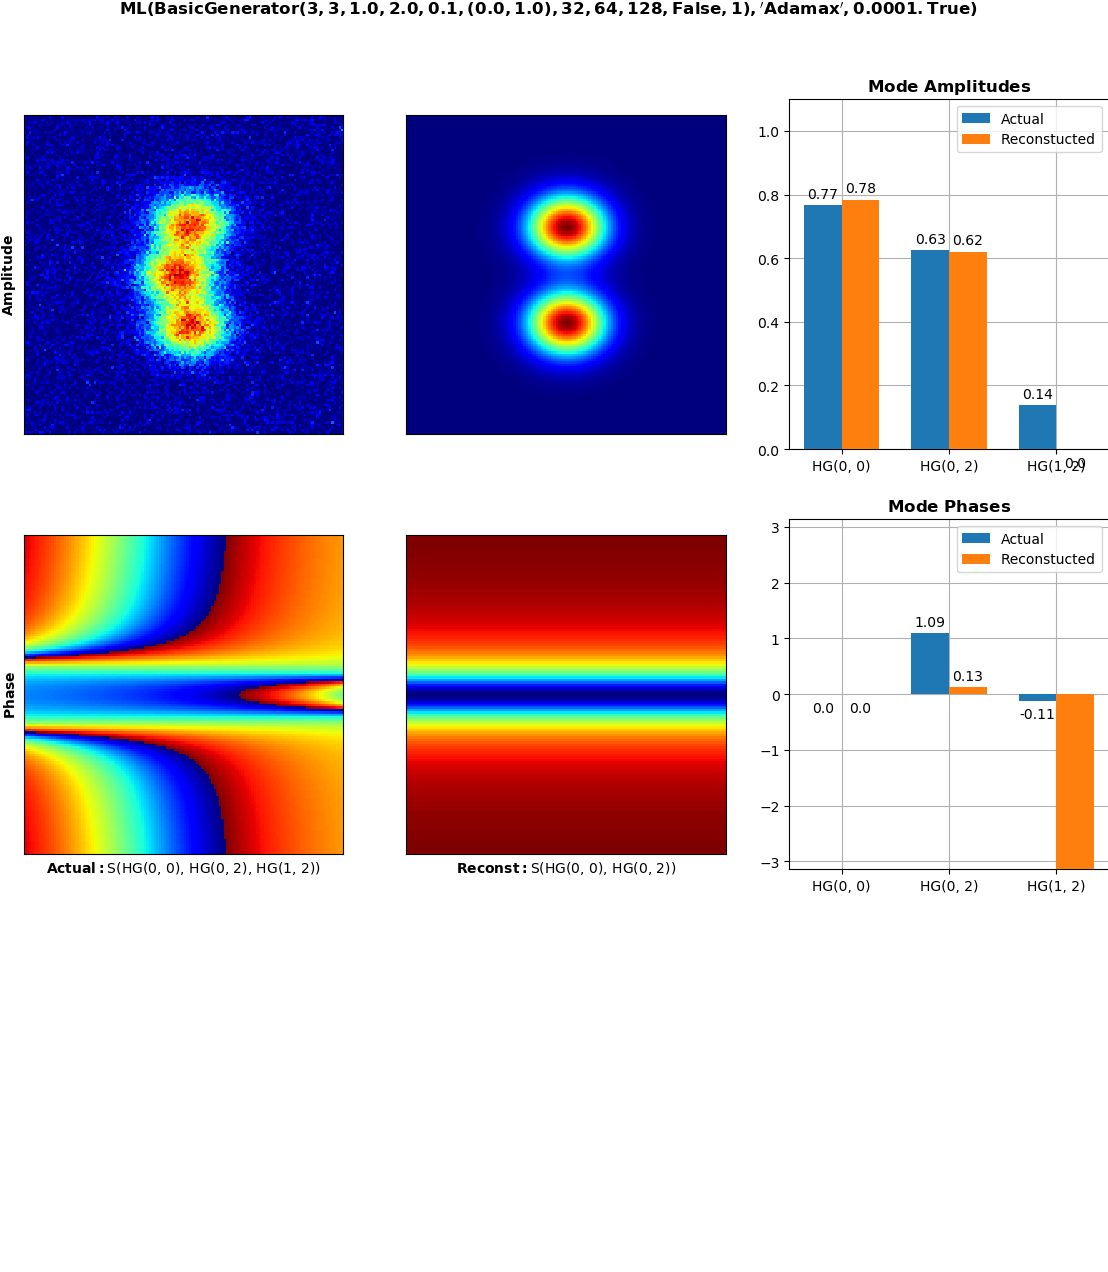 ML(BasicGenerator(3, 3, 1.0, 2.0, 0.1, (0.0, 1.0), 32, 64, 128, False, 1), ′Adamax′, 0.0001. True)
Amplitude
Mode Amplitudes
Actual
Reconstucted
1.0
0.8
0.6
0.4
0.2
0.0
0.77
0.78
0.63
0.62
0.14
0.0
HG(0, 0)
HG(0, 2)
HG(1, 2)
Phase
Actual: S(HG(0, 0), HG(0, 2), HG(1, 2))
Reconst: S(HG(0, 0), HG(0, 2))
Mode Phases
Actual
Reconstucted
3
2
1
0
−1
−2
−3
0.0
0.0
1.09
0.13
-0.11
HG(0, 0)
HG(0, 2)
HG(1, 2)